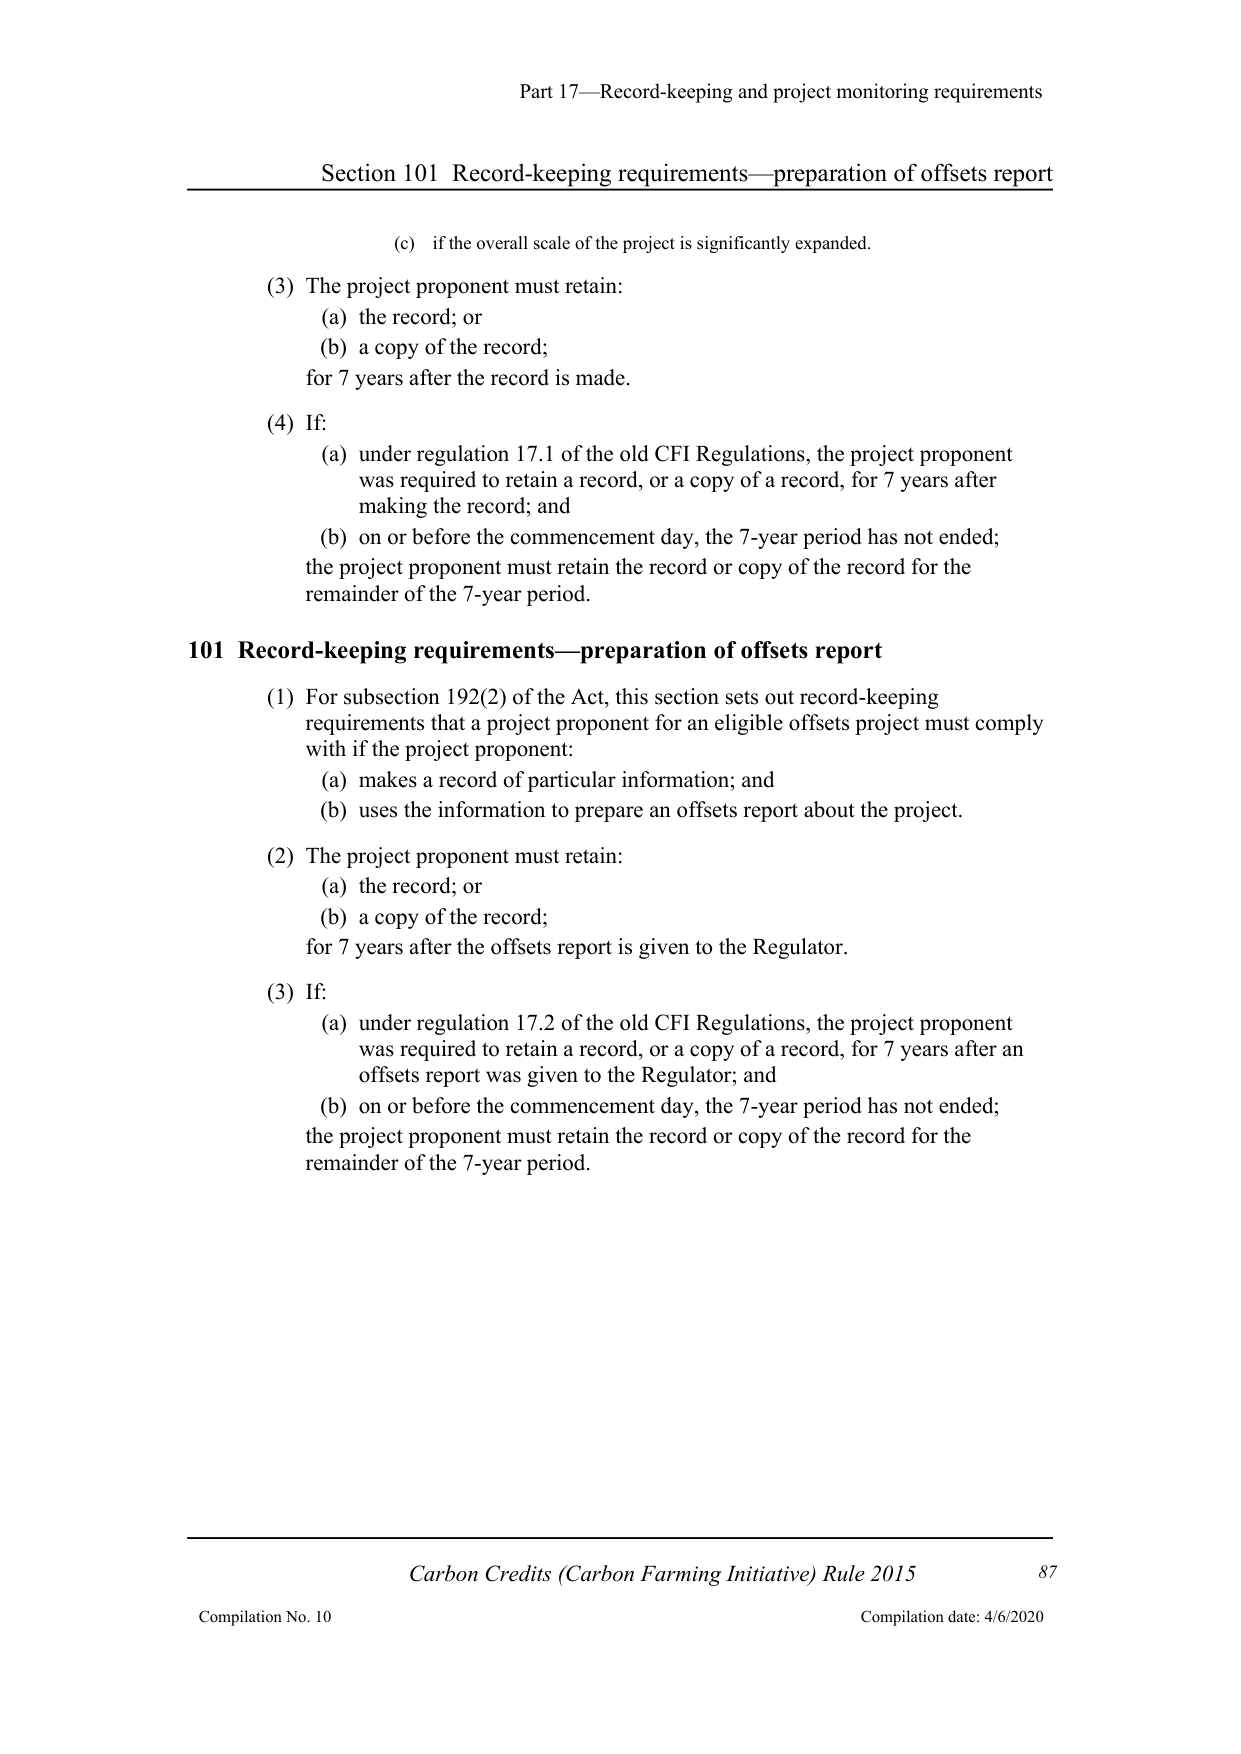 Part 17—Record-keeping and project monitoring requirements
Section 101 Record-keeping requirements—preparation of offsets report
(c) if the overall scale of the project is significantly expanded.
(3) The project proponent must retain:
(a) the record; or
(b) a copy of the record;
for 7 years after the record is made.
(4) If:
(a) under regulation 17.1 of the old CFI Regulations, the project proponent
was required to retain a record, or a copy of a record, for 7 years after
making the record; and
(b) on or before the commencement day, the 7-year period has not ended;
the project proponent must retain the record or copy of the record for the
remainder of the 7-year period.
101 Record-keeping requirements—preparation of offsets report
(1) For subsection 192(2) of the Act, this section sets out record-keeping
requirements that a project proponent for an eligible offsets project must comply
with if the project proponent:
(a) makes a record of particular information; and
(b) uses the information to prepare an offsets report about the project.
(2) The project proponent must retain:
(a) the record; or
(b) a copy of the record;
for 7 years after the offsets report is given to the Regulator.
(3) If:
(a) under regulation 17.2 of the old CFI Regulations, the project proponent
was required to retain a record, or a copy of a record, for 7 years after an
offsets report was given to the Regulator; and
(b) on or before the commencement day, the 7-year period has not ended;
the project proponent must retain the record or copy of the record for the
remainder of the 7-year period.
Carbon Credits (Carbon Farming Initiative) Rule 2015 87
Compilation No. 10 Compilation date: 4/6/2020